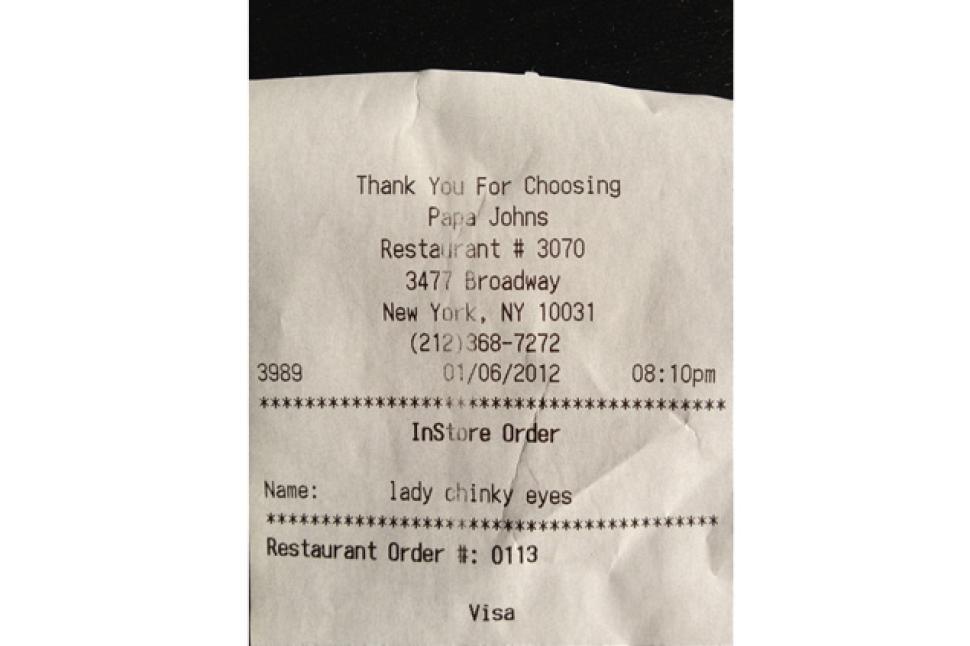 Thank You For Choosing
Papa Johns
Restaurant # 3070
3477 Broadway
New York, NY 10031
(212)368-7272
3989 01/06/2012 08:10pm
****************************************
InStore Order
Name: lady chinky eyes
****************************************
Restaurant Order #: 0113
Visa